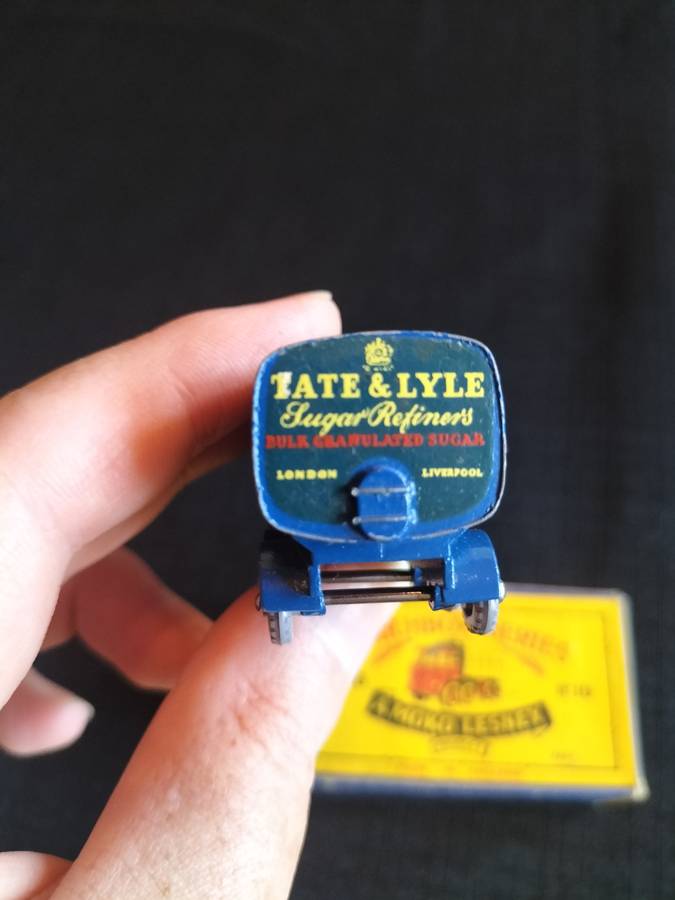 TATE & LYLE
Sugar Refiners
BULK GRANULATED SUGAR
LONDON LIVERPOOL
SERIES
A MOKO LESNEY